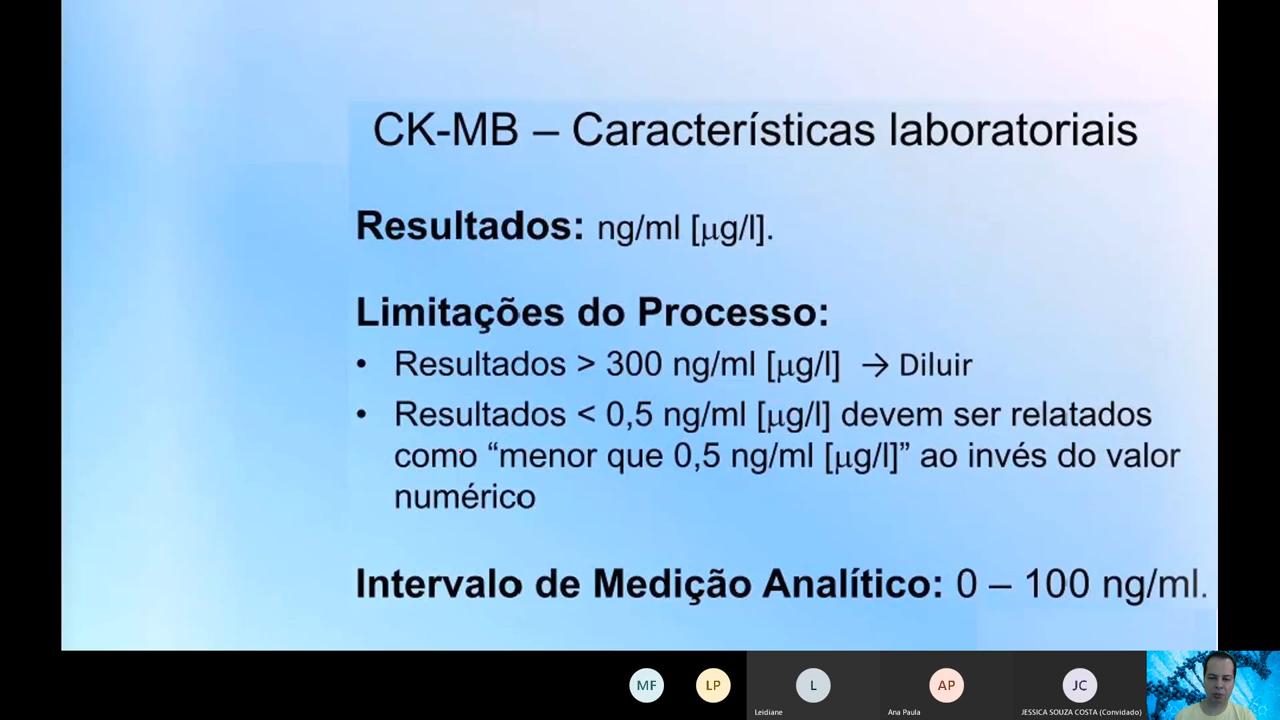 CK-MB – Características laboratoriais
Resultados: ng/ml [µg/l].
Limitações do Processo:
• Resultados > 300 ng/ml [µg/l] → Diluir
• Resultados < 0,5 ng/ml [µg/l] devem ser relatados
como “menor que 0,5 ng/ml [µg/l]” ao invés do valor
numérico
Intervalo de Medição Analítico: 0 – 100 ng/ml.
MF LP L AP JC
Leidiane Ana Paula JESSICA SOUZA COSTA (Convidado)